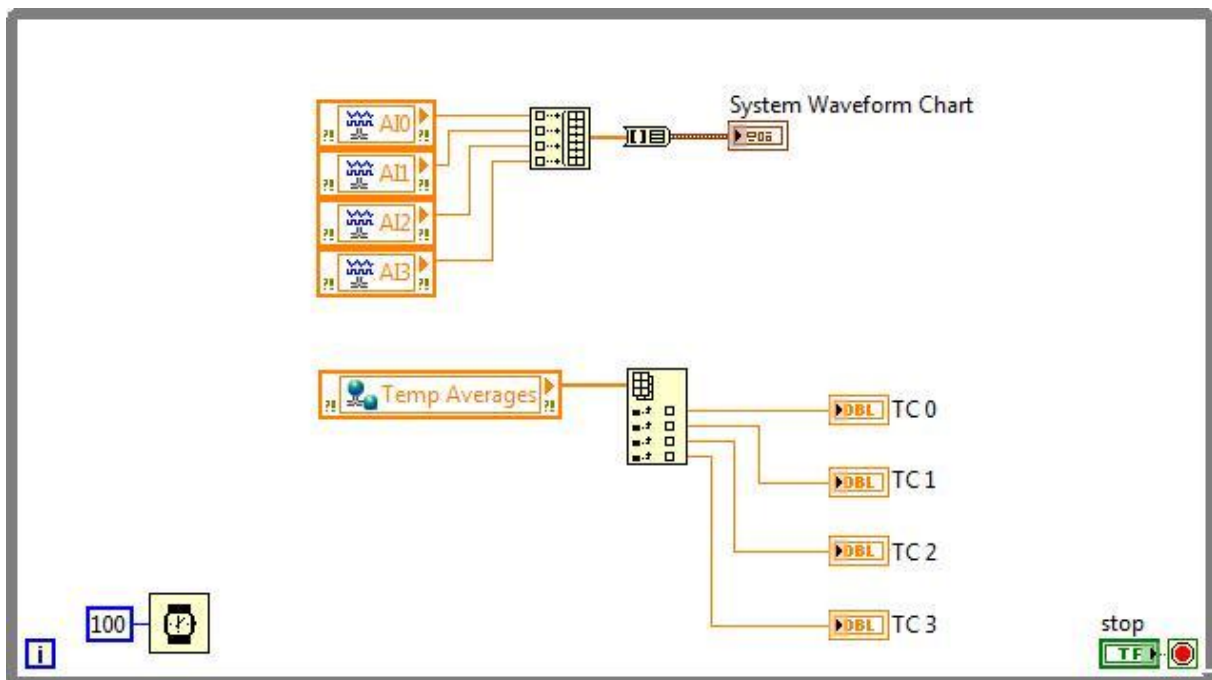 System Waveform Chart
AI0
AI1
AI2
AI3
Temp Averages
DBL TC 0
DBL TC 1
DBL TC 2
DBL TC 3
100
i
stop
TF